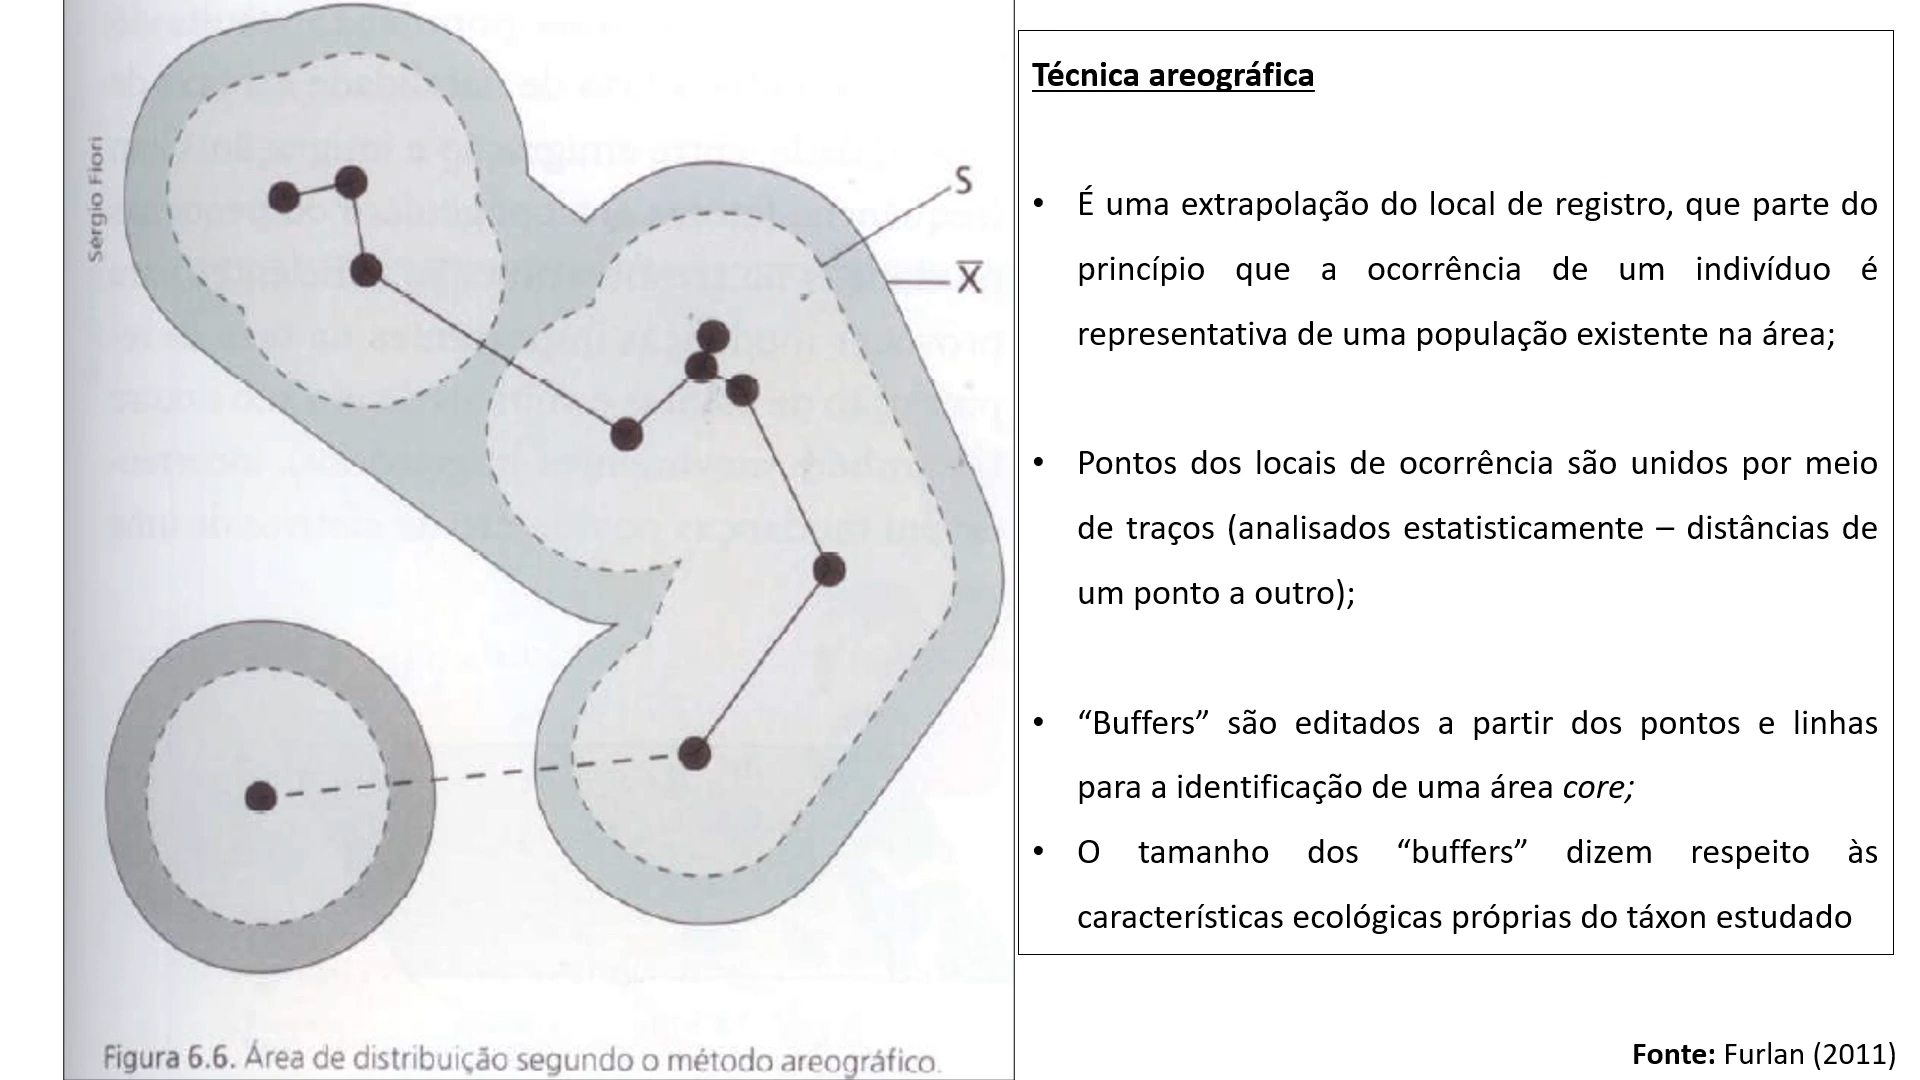 Sérgio Fiori
S
X̅
Figura 6.6. Área de distribuição segundo o método areográfico.
Técnica areográfica
• É uma extrapolação do local de registro, que parte do
princípio que a ocorrência de um indivíduo é
representativa de uma população existente na área;
• Pontos dos locais de ocorrência são unidos por meio
de traços (analisados estatisticamente – distâncias de
um ponto a outro);
• “Buffers” são editados a partir dos pontos e linhas
para a identificação de uma área core;
• O tamanho dos “buffers” dizem respeito às
características ecológicas próprias do táxon estudado
Fonte: Furlan (2011)